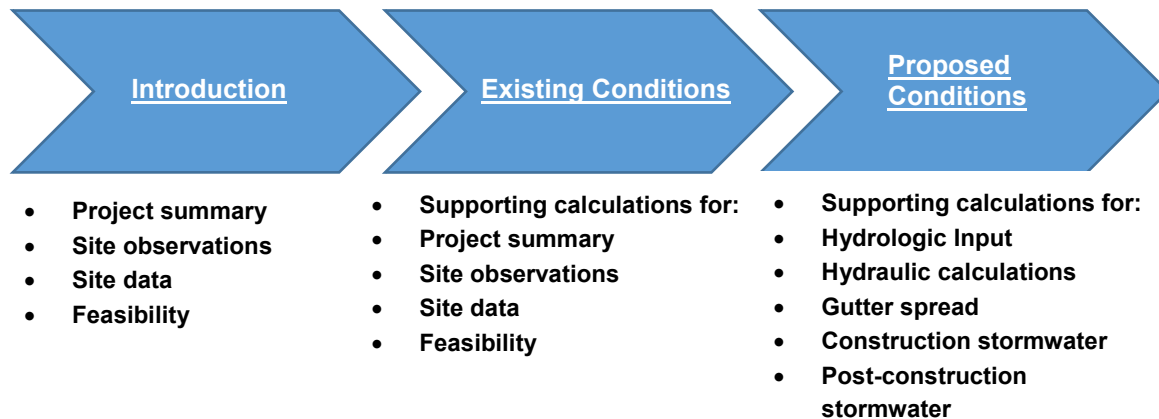 Introduction
• Project summary
• Site observations
• Site data
• Feasibility
Existing Conditions
• Supporting calculations for:
• Project summary
• Site observations
• Site data
• Feasibility
Proposed
Conditions
• Supporting calculations for:
• Hydrologic Input
• Hydraulic calculations
• Gutter spread
• Construction stormwater
• Post-construction
stormwater